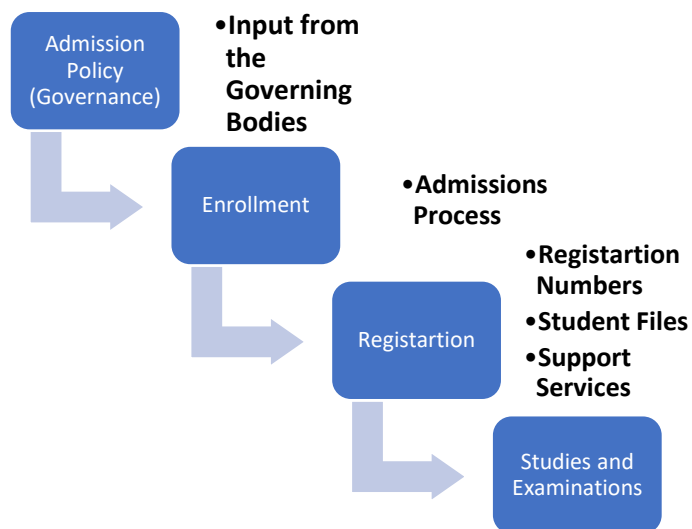 Admission
Policy
(Governance)
•Input from
the
Governing
Bodies
Enrollment
•Admissions
Process
Registartion
•Registartion
Numbers
•Student Files
•Support
Services
Studies and
Examinations